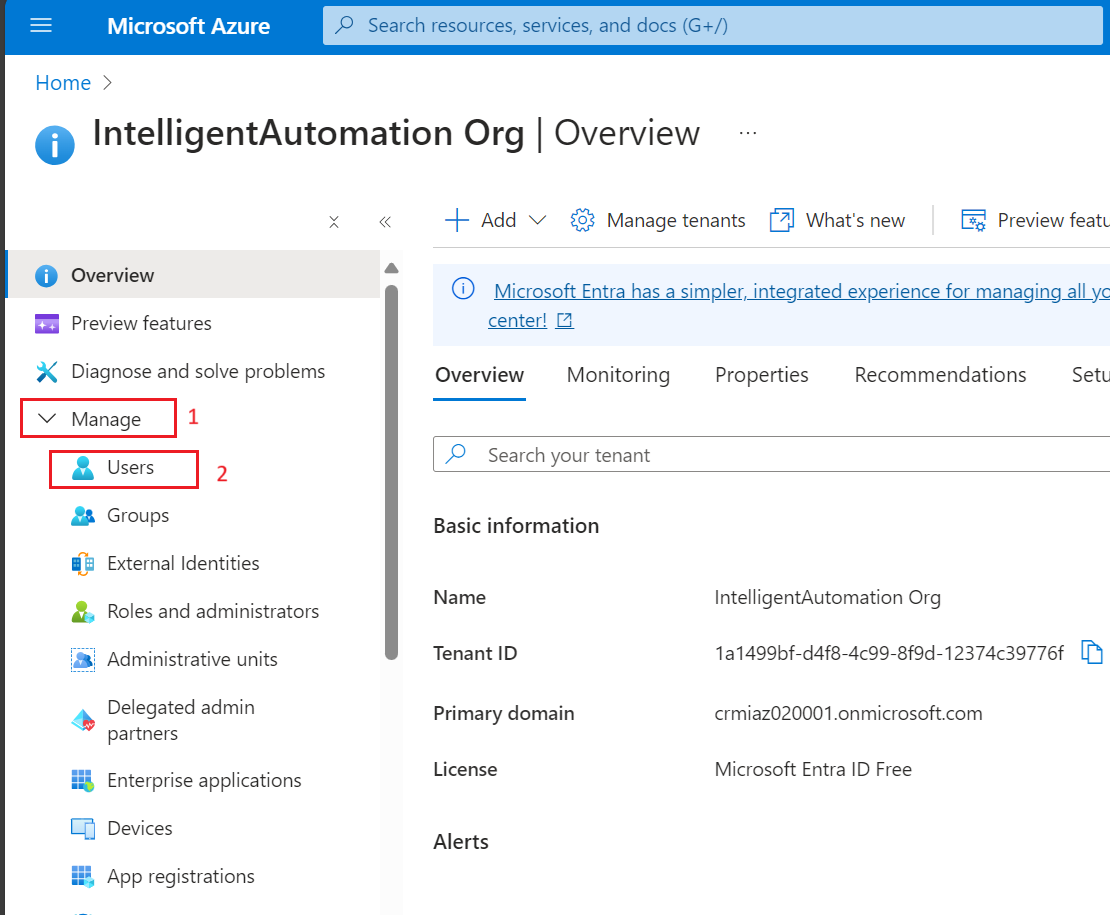 Microsoft Azure
Search resources, services, and docs (G+/)
Home
IntelligentAutomation Org | Overview
Add
Manage tenants
What's new
Preview featu
Overview
Preview features
Diagnose and solve problems
Manage
1
Users
2
Groups
External Identities
Roles and administrators
Administrative units
Delegated admin
partners
Enterprise applications
Devices
App registrations
Microsoft Entra has a simpler, integrated experience for managing all yo
center!
Overview
Monitoring
Properties
Recommendations
Setu
Search your tenant
Basic information
Name
IntelligentAutomation Org
Tenant ID
1a1499bf-d4f8-4c99-8f9d-12374c39776f
Primary domain
crmiaz020001.onmicrosoft.com
License
Microsoft Entra ID Free
Alerts